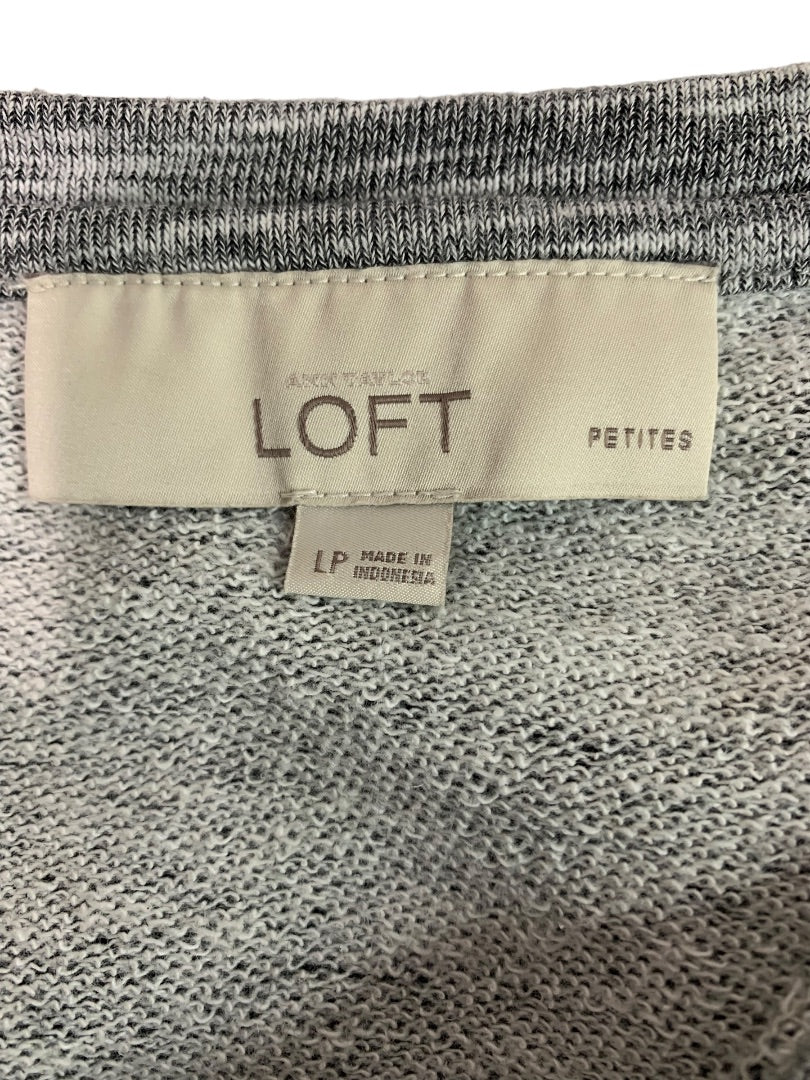 ANN TAYLOR
LOFT
PETITES
LP
MADE IN
INDONESIA